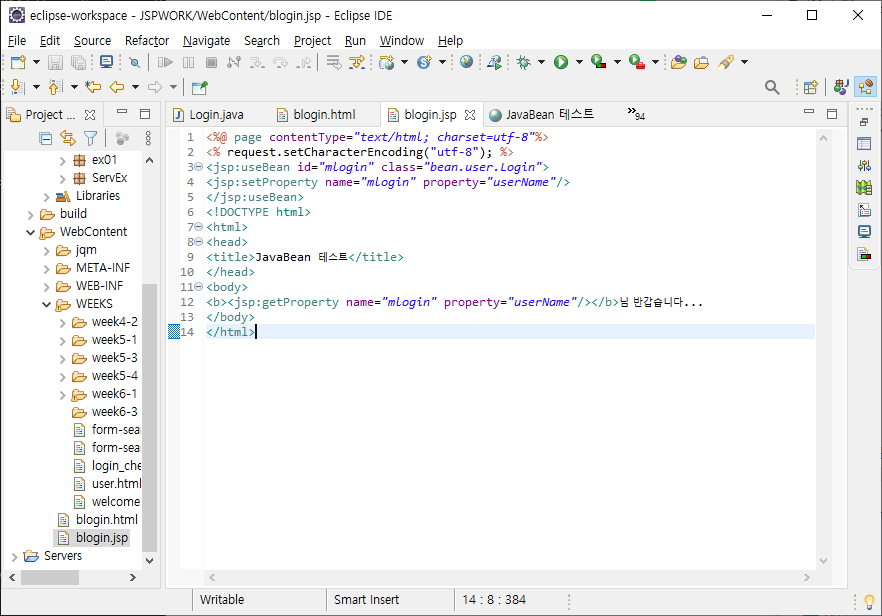 eclipse-workspace - JSPWORK/WebContent/blogin.jsp - Eclipse IDE
File Edit Source Refactor Navigate Search Project Run Window Help
Project ...
Login.java blogin.html blogin.jsp JavaBean 테스트 »94
ex01
ServEx
Libraries
build
WebContent
jqm
META-INF
WEB-INF
WEEKS
week4-2
week5-1
week5-3
week5-4
week6-1
week6-3
form-sea
form-sea
login_che
user.html
welcome
blogin.html
blogin.jsp
Servers
1 <%@ page contentType="text/html; charset=utf-8"%>
2 <% request.setCharacterEncoding("utf-8"); %>
3 <jsp:useBean id="mlogin" class="bean.user.Login">
4 <jsp:setProperty name="mlogin" property="userName"/>
5 </jsp:useBean>
6 <!DOCTYPE html>
7 <html>
8 <head>
9 <title>JavaBean 테스트</title>
10 </head>
11 <body>
12 <b><jsp:getProperty name="mlogin" property="userName"/></b>님 반갑습니다...
13 </body>
14 </html>
Writable Smart Insert 14 : 8 : 384